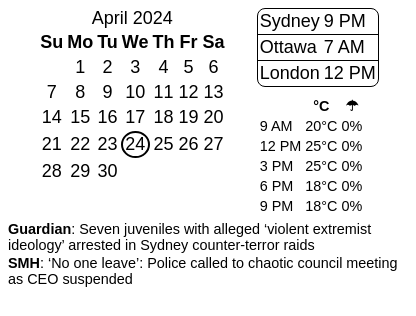 April 2024
Su Mo Tu We Th Fr Sa
1 2 3 4 5 6
7 8 9 10 11 12 13
14 15 16 17 18 19 20
21 22 23 24 25 26 27
28 29 30
Sydney 9 PM
Ottawa 7 AM
London 12 PM
°C ☂
9 AM 20°C 0%
12 PM 25°C 0%
3 PM 25°C 0%
6 PM 18°C 0%
9 PM 18°C 0%
Guardian: Seven juveniles with alleged ‘violent extremist
ideology’ arrested in Sydney counter-terror raids
SMH: ‘No one leave’: Police called to chaotic council meeting
as CEO suspended